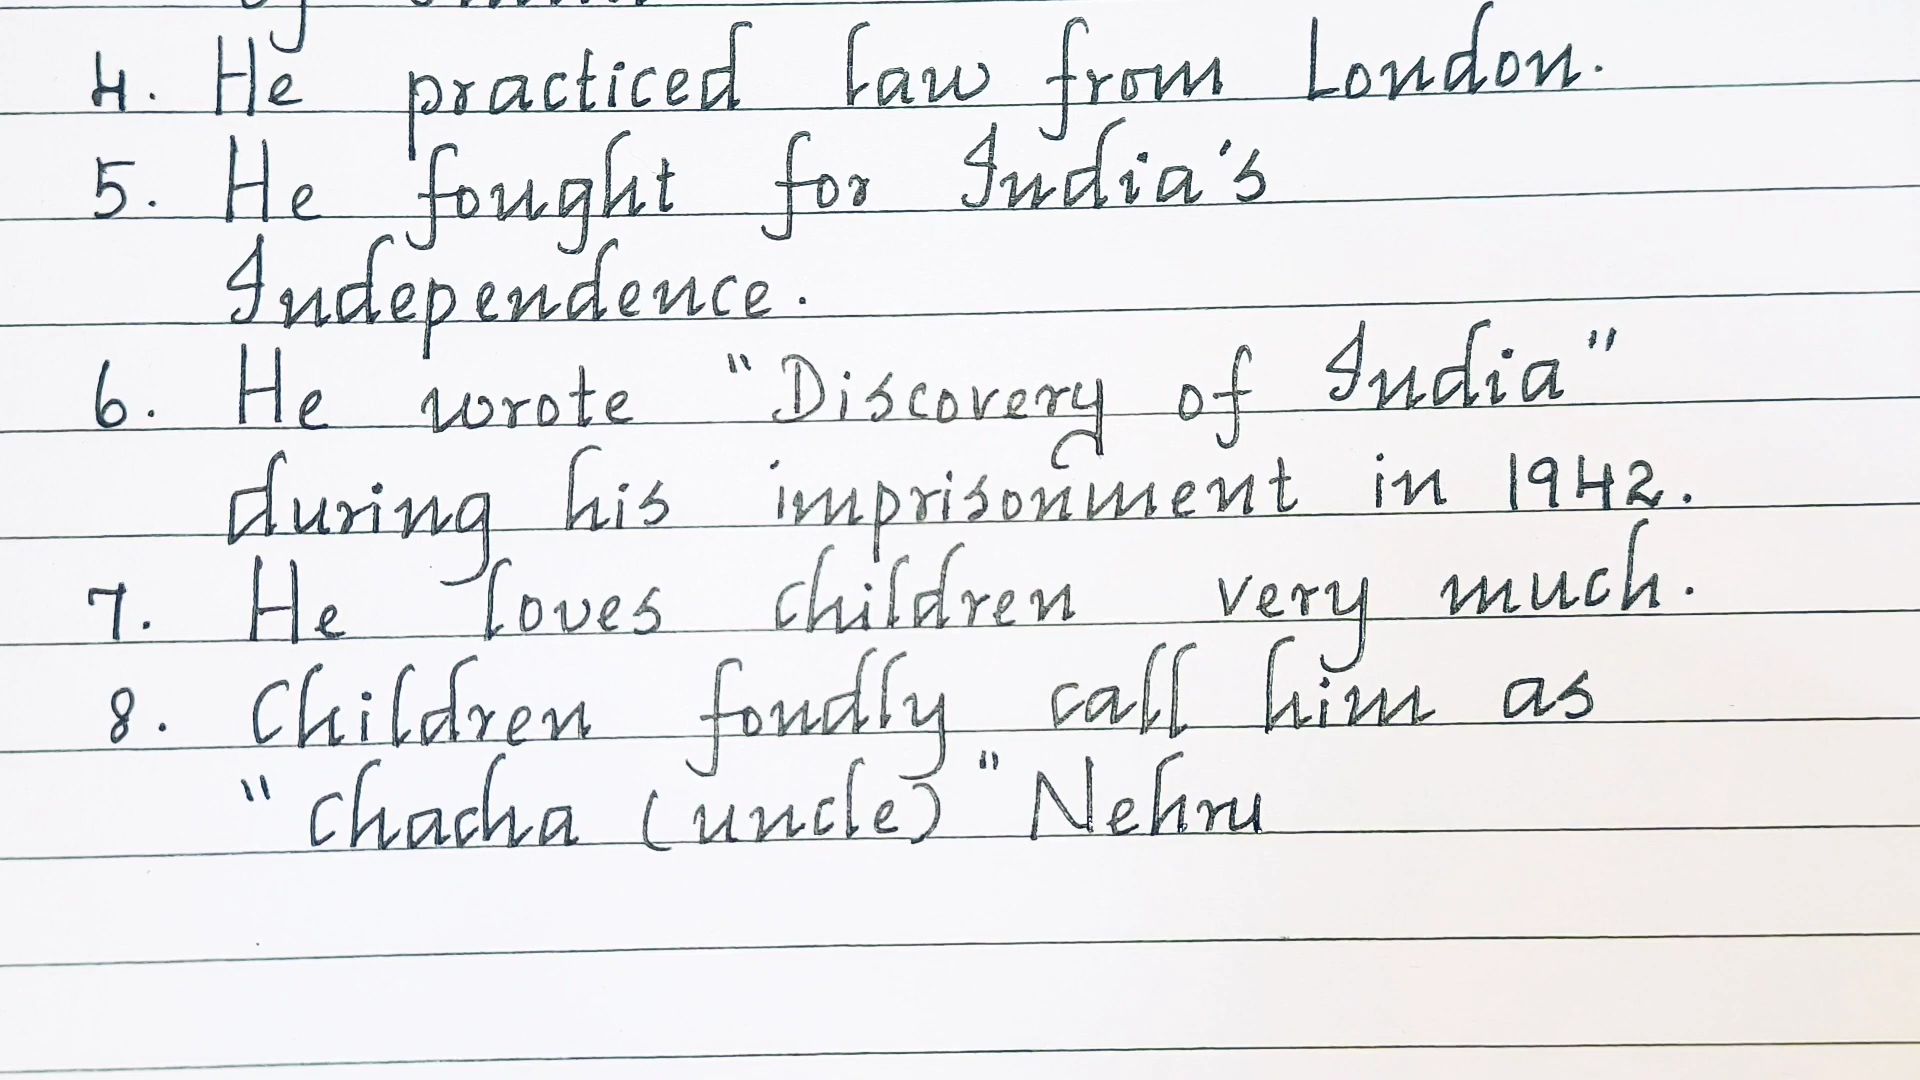 4. He practiced law from London.
5. He fought for India's
Independence.
6. He wrote "Discovery of India"
during his imprisonment in 1942.
7. He loves children very much.
8. Children fondly call him as
"Chacha (uncle)" Nehru